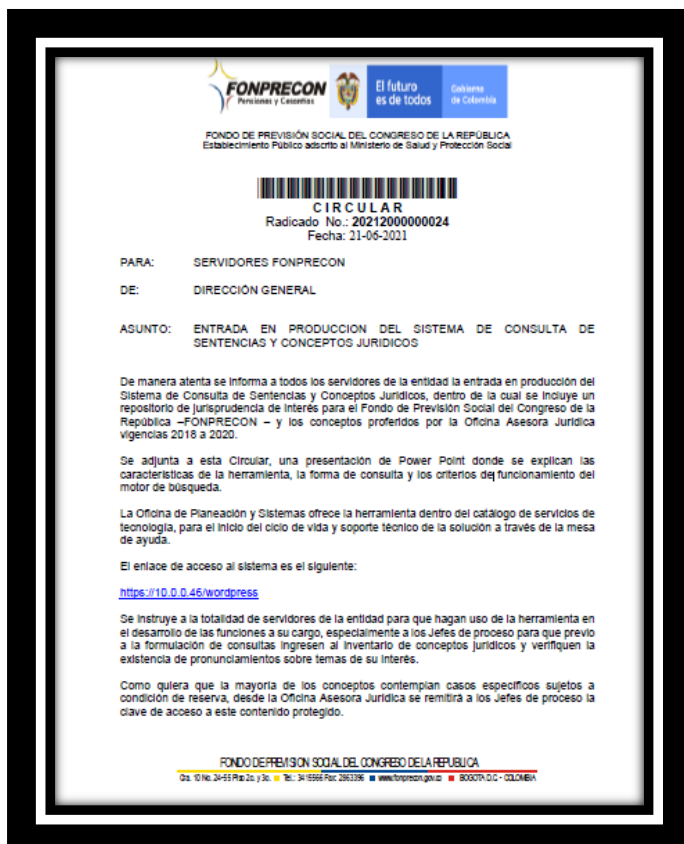 FONPRECON
Pensiones y Cesantías
El futuro
es de todos
Gobierno
de Colombia
FONDO DE PREVISIÓN SOCIAL DEL CONGRESO DE LA REPÚBLICA
Establecimiento Público adscrito al Ministerio de Salud y Protección Social
CIRCULAR
Radicado No.: 20212000000024
Fecha: 21-06-2021
PARA: SERVIDORES FONPRECON
DE: DIRECCIÓN GENERAL
ASUNTO: ENTRADA EN PRODUCCION DEL SISTEMA DE CONSULTA DE
SENTENCIAS Y CONCEPTOS JURIDICOS
De manera atenta se informa a todos los servidores de la entidad la entrada en producción del
Sistema de Consulta de Sentencias y Conceptos Jurídicos, dentro de la cual se incluye un
repositorio de jurisprudencia de interés para el Fondo de Previsión Social del Congreso de la
República –FONPRECON – y los conceptos proferidos por la Oficina Asesora Jurídica
vigencias 2018 a 2020.
Se adjunta a esta Circular, una presentación de Power Point donde se explican las
características de la herramienta, la forma de consulta y los criterios de funcionamiento del
motor de búsqueda.
La Oficina de Planeación y Sistemas ofrece la herramienta dentro del catálogo de servicios de
tecnología, para el inicio del ciclo de vida y soporte técnico de la solución a través de la mesa
de ayuda.
El enlace de acceso al sistema es el siguiente:
https://10.0.0.46/wordpress
Se instruye a la totalidad de servidores de la entidad para que hagan uso de la herramienta en
el desarrollo de las funciones a su cargo, especialmente a los Jefes de proceso para que previo
a la formulación de consultas ingresen al inventario de conceptos jurídicos y verifiquen la
existencia de pronunciamientos sobre temas de su interés.
Como quiera que la mayoría de los conceptos contemplan casos específicos sujetos a
condición de reserva, desde la Oficina Asesora Jurídica se remitirá a los Jefes de proceso la
clave de acceso a este contenido protegido.
FONDO DE PREVISION SOCIAL DEL CONGRESO DE LA REPUBLICA
Cra. 10 No. 24-55 Piso 2o. y 3o. Tel.: 3415566 Fax: 2863396 www.fonprecon.gov.co BOGOTA D.C - COLOMBIA